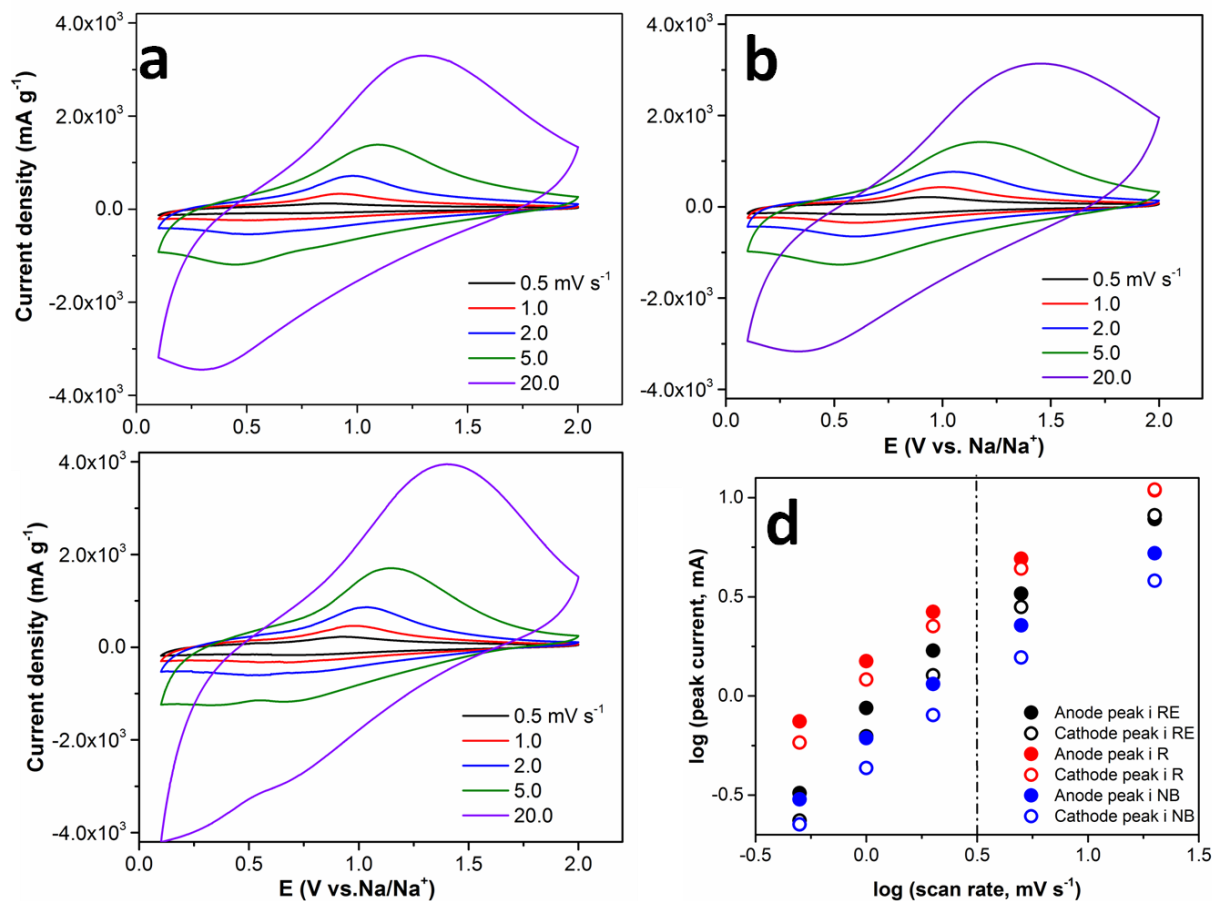 a
4.0x10³
2.0x10³
0.0
-2.0x10³
-4.0x10³
Current density (mA g⁻¹)
0.5 mV s⁻¹
1.0
2.0
5.0
20.0
0.0 0.5 1.0 1.5 2.0
b
4.0x10³
2.0x10³
0.0
-2.0x10³
-4.0x10³
0.5 mV s⁻¹
1.0
2.0
5.0
20.0
0.0 0.5 1.0 1.5 2.0
E (V vs. Na/Na⁺)
4.0x10³
2.0x10³
0.0
-2.0x10³
-4.0x10³
Current density (mA g⁻¹)
0.5 mV s⁻¹
1.0
2.0
5.0
20.0
0.0 0.5 1.0 1.5 2.0
E (V vs.Na/Na⁺)
d
1.0
0.5
0.0
-0.5
log (peak current, mA)
Anode peak i RE
Cathode peak i RE
Anode peak i R
Cathode peak i R
Anode peak i NB
Cathode peak i NB
-0.5 0.0 0.5 1.0 1.5
log (scan rate, mV s⁻¹)